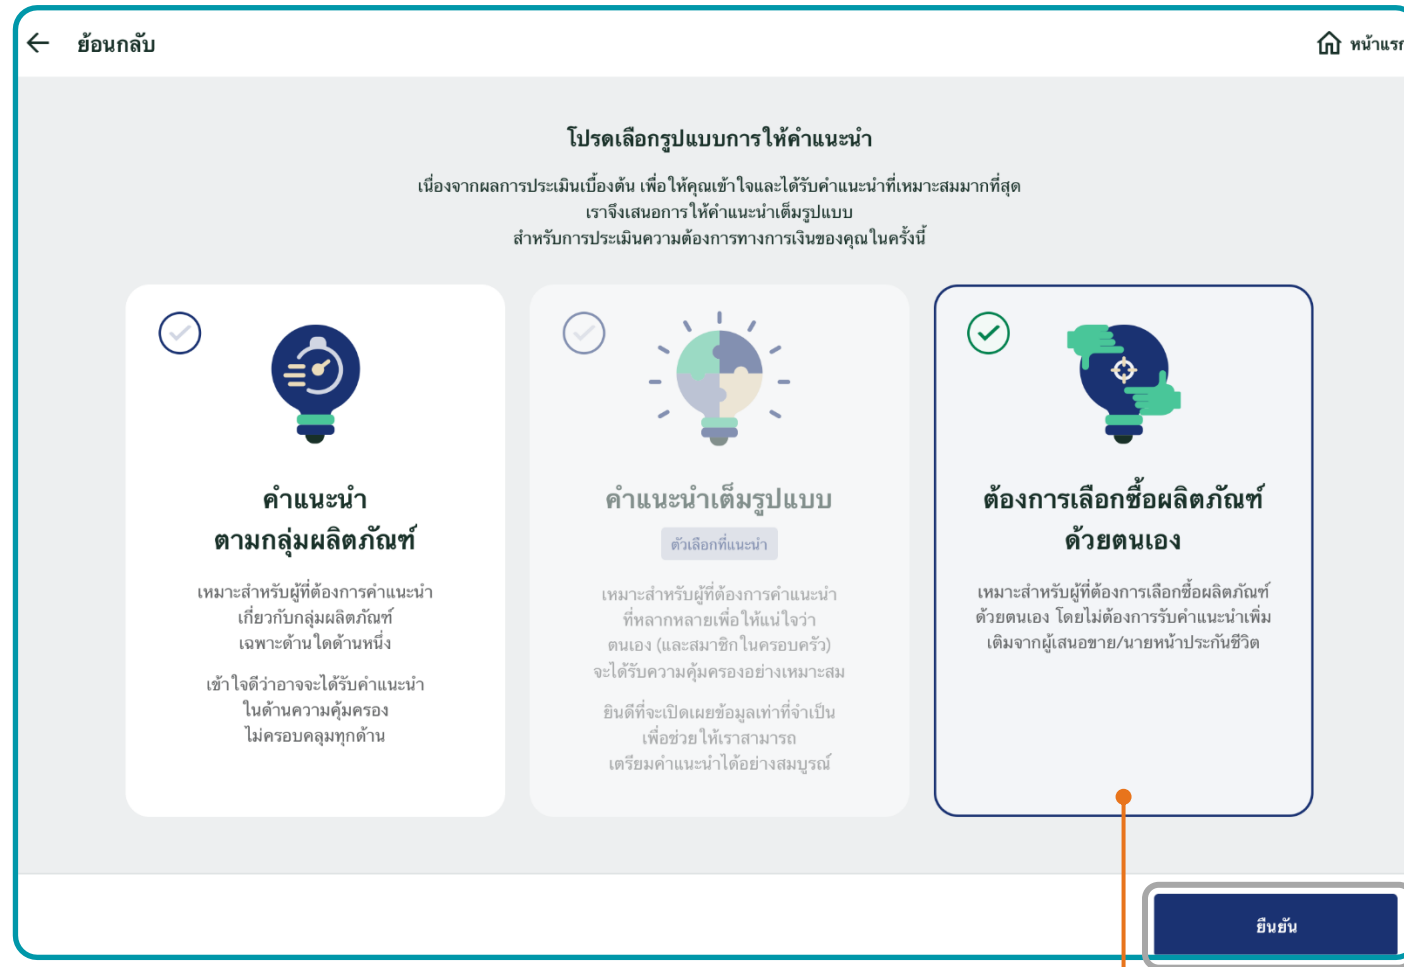 ย้อนกลับ
หน้าแรก
โปรดเลือกรูปแบบการให้คำแนะนำ
เนื่องจากผลการประเมินเบื้องต้น เพื่อให้คุณเข้าใจและได้รับคำแนะนำที่เหมาะสมมากที่สุด
เราจึงเสนอการให้คำแนะนำเต็มรูปแบบ
สำหรับการประเมินความต้องการทางการเงินของคุณในครั้งนี้
คำแนะนำ
ตามกลุ่มผลิตภัณฑ์
เหมาะสำหรับผู้ที่ต้องการคำแนะนำ
เกี่ยวกับกลุ่มผลิตภัณฑ์
เฉพาะด้านใดด้านหนึ่ง
เข้าใจดีว่าอาจจะได้รับคำแนะนำ
ในด้านความคุ้มครอง
ไม่ครอบคลุมทุกด้าน
คำแนะนำเต็มรูปแบบ
ตัวเลือกที่แนะนำ
เหมาะสำหรับผู้ที่ต้องการคำแนะนำ
ที่หลากหลายเพื่อให้แน่ใจว่า
ตนเอง (และสมาชิกในครอบครัว)
จะได้รับความคุ้มครองอย่างเหมาะสม
ยินดีที่จะเปิดเผยข้อมูลเท่าที่จำเป็น
เพื่อช่วยให้เราสามารถ
เตรียมคำแนะนำได้อย่างสมบูรณ์
ต้องการเลือกซื้อผลิตภัณฑ์
ด้วยตนเอง
เหมาะสำหรับผู้ที่ต้องการเลือกซื้อผลิตภัณฑ์
ด้วยตนเอง โดยไม่ต้องการรับคำแนะนำเพิ่ม
เติมจากผู้เสนอขาย/นายหน้าประกันชีวิต
ยืนยัน